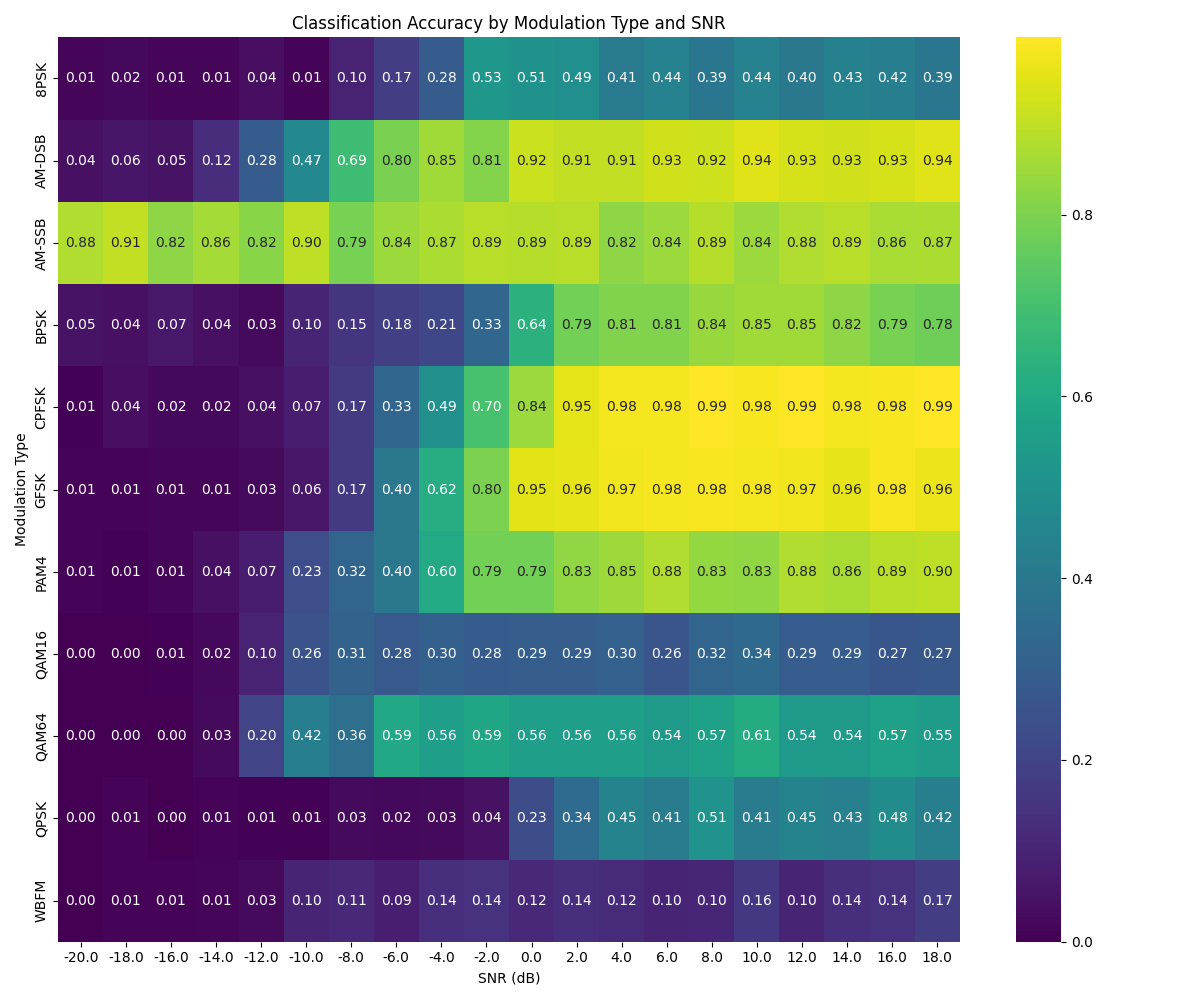 Classification Accuracy by Modulation Type and SNR
Modulation Type
8PSK 0.01 0.02 0.01 0.01 0.04 0.01 0.10 0.17 0.28 0.53 0.51 0.49 0.41 0.44 0.39 0.44 0.40 0.43 0.42 0.39
AM-DSB 0.04 0.06 0.05 0.12 0.28 0.47 0.69 0.80 0.85 0.81 0.92 0.91 0.91 0.93 0.92 0.94 0.93 0.93 0.93 0.94
AM-SSB 0.88 0.91 0.82 0.86 0.82 0.90 0.79 0.84 0.87 0.89 0.89 0.89 0.82 0.84 0.89 0.84 0.88 0.89 0.86 0.87
BPSK 0.05 0.04 0.07 0.04 0.03 0.10 0.15 0.18 0.21 0.33 0.64 0.79 0.81 0.81 0.84 0.85 0.85 0.82 0.79 0.78
CPFSK 0.01 0.04 0.02 0.02 0.04 0.07 0.17 0.33 0.49 0.70 0.84 0.95 0.98 0.98 0.99 0.98 0.99 0.98 0.98 0.99
GFSK 0.01 0.01 0.01 0.01 0.03 0.06 0.17 0.40 0.62 0.80 0.95 0.96 0.97 0.98 0.98 0.98 0.97 0.96 0.98 0.96
PAM4 0.01 0.01 0.01 0.04 0.07 0.23 0.32 0.40 0.60 0.79 0.79 0.83 0.85 0.88 0.83 0.83 0.88 0.86 0.89 0.90
QAM16 0.00 0.00 0.01 0.02 0.10 0.26 0.31 0.28 0.30 0.28 0.29 0.29 0.30 0.26 0.32 0.34 0.29 0.29 0.27 0.27
QAM64 0.00 0.00 0.00 0.03 0.20 0.42 0.36 0.59 0.56 0.59 0.56 0.56 0.56 0.54 0.57 0.61 0.54 0.54 0.57 0.55
QPSK 0.00 0.01 0.00 0.01 0.01 0.01 0.03 0.02 0.03 0.04 0.23 0.34 0.45 0.41 0.51 0.41 0.45 0.43 0.48 0.42
WBFM 0.00 0.01 0.01 0.01 0.03 0.10 0.11 0.09 0.14 0.14 0.12 0.14 0.12 0.10 0.10 0.16 0.10 0.14 0.14 0.17
-20.0 -18.0 -16.0 -14.0 -12.0 -10.0 -8.0 -6.0 -4.0 -2.0 0.0 2.0 4.0 6.0 8.0 10.0 12.0 14.0 16.0 18.0
SNR (dB)
0.8
0.6
0.4
0.2
0.0